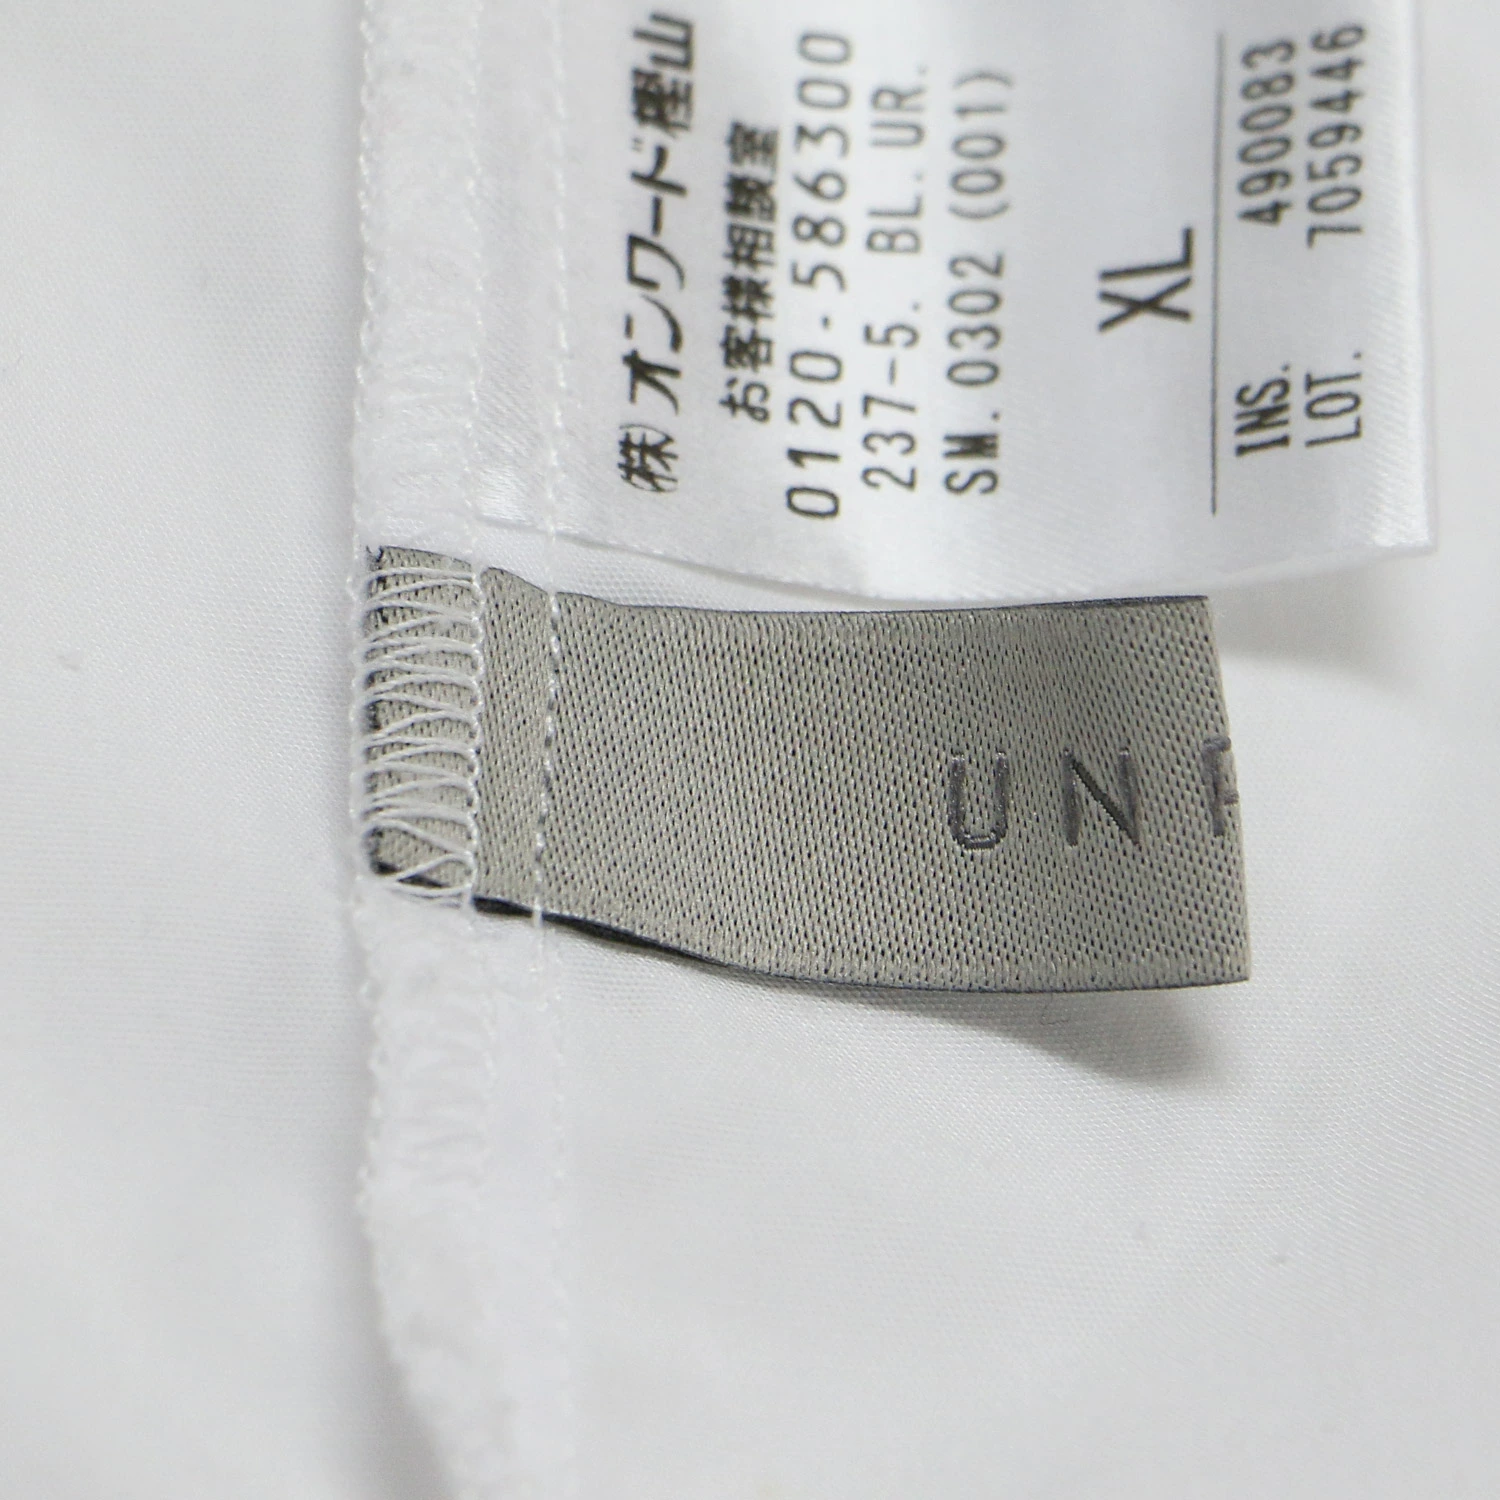 (株)オンワード樫山
お客様相談室
0120-586300
237-5. BL. UR.
SM. 0302 (001)
XL
INS. 490083
LOT. 7059446
UN